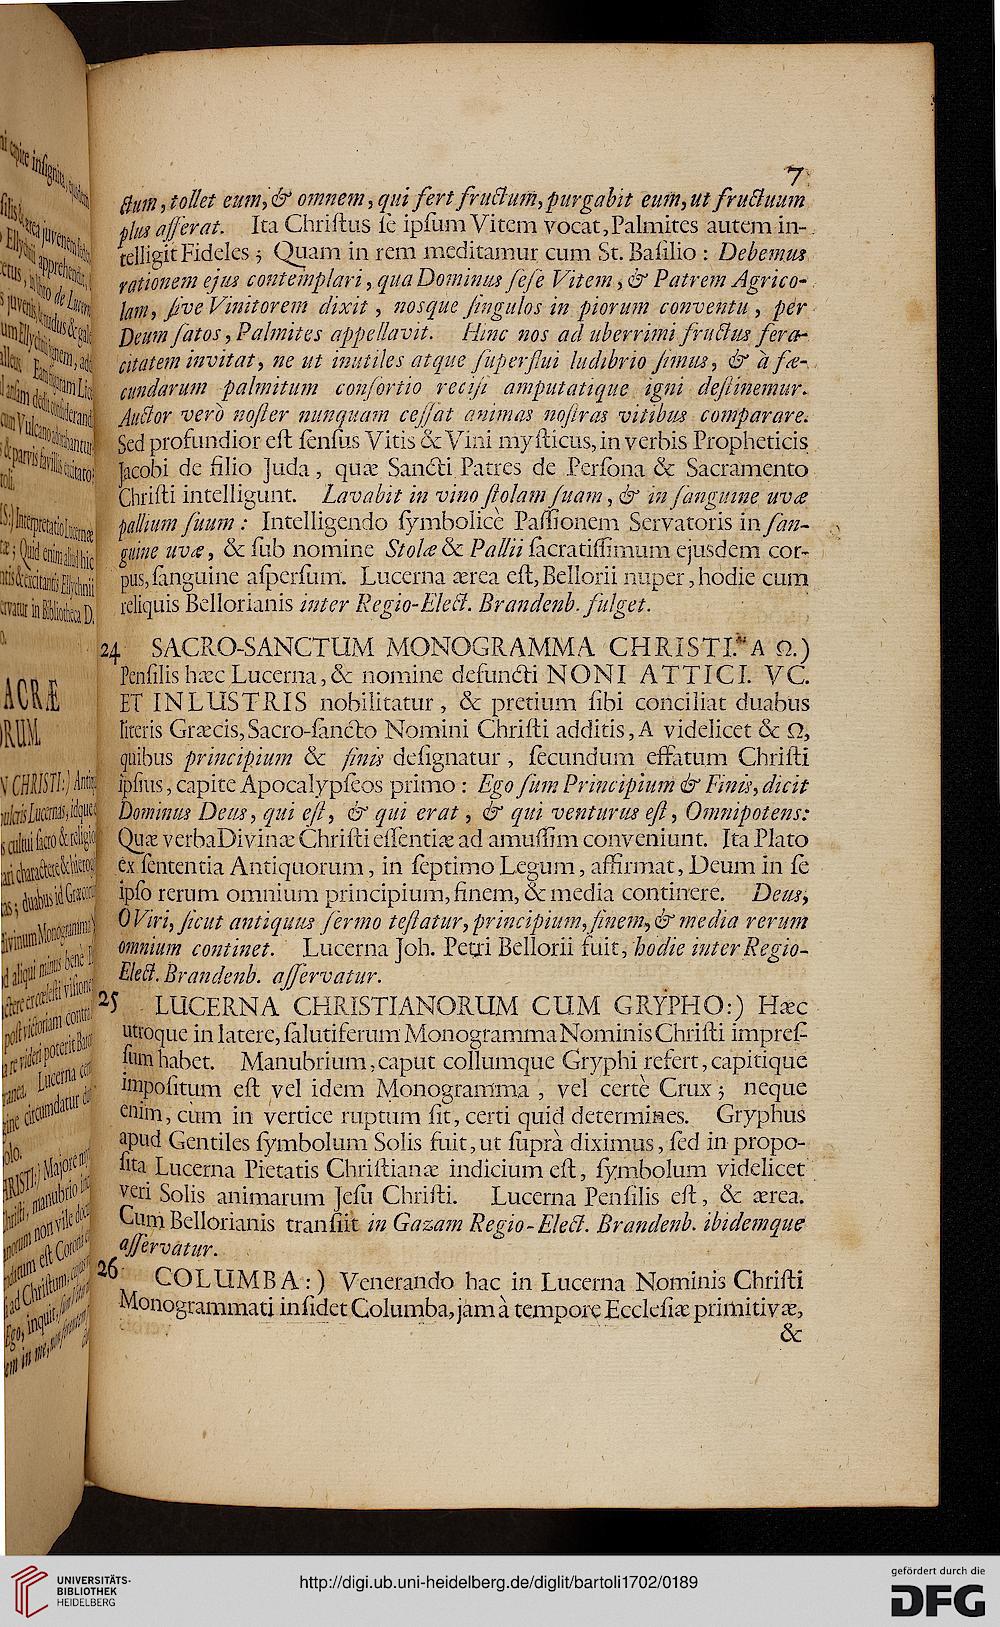 7
ctum, tollet eum, & omnem, qui fert fructum, purgabit eum, ut fructuum
plus aſſerat. Ita Chriſtus ſe ipſum Vitem vocat, Palmites autem in-
telligit Fideles; Quam in rem meditamur cum St. Baſilio: Debemus
rationem ejus contemplari, qua Dominus ſeſe Vitem, & Patrem Agrico-
lam, ſive Vinitorem dixit, nosque ſingulos in piorum conventu, per
Deum ſatos, Palmites appellavit. Hinc nos ad uberrimi fructus fera-
citatem invitat, ne ut inutiles atque ſuperflui ludibrio ſimus, & à fæ-
cundarum palmitum conſortio reciſi amputatique igni deſtinemur.
Auctor verò noſter nunquam ceſſat animas noſtras vitibus comparare.
Sed profundior eſt ſenſus Vitis & Vini myſticus, in verbis Propheticis
Jacobi de filio Juda, quæ Sancti Patres de Perſona & Sacramento
Chriſti intelligunt. Lavabit in vino ſtolam ſuam, & in ſanguine uvæ
pallium ſuum: Intelligendo ſymbolicè Paſſionem Servatoris in ſan-
guine uvæ, & ſub nomine Stolæ & Pallii ſacratiſſimum ejusdem cor-
pus, ſanguine aſperſum. Lucerna ærea eſt, Bellorii nuper, hodie cum
reliquis Bellorianis inter Regio-Elect. Brandenb. fulget.
24 SACRO-SANCTUM MONOGRAMMA CHRISTI. A Ω.)
Penſilis hæc Lucerna, & nomine defuncti NONI ATTICI. VC.
ET INLUSTRIS nobilitatur, & pretium ſibi conciliat duabus
literis Græcis, Sacro-ſancto Nomini Chriſti additis, A videlicet & Ω,
quibus principium & finis deſignatur, ſecundum effatum Chriſti
ipſius, capite Apocalypſeos primo: Ego ſum Principium & Finis, dicit
Dominus Deus, qui eſt, & qui erat, & qui venturus eſt, Omnipotens:
Quæ verba Divinæ Chriſti eſſentiæ ad amuſſim conveniunt. Ita Plato
ex ſententia Antiquorum, in ſeptimo Legum, affirmat, Deum in ſe
ipſo rerum omnium principium, finem, & media continere. Deus,
O Viri, ſicut antiquus ſermo teſtatur, principium, finem, & media rerum
omnium continet. Lucerna Joh. Petri Bellorii fuit, hodie inter Regio-
Elect. Brandenb. aſſervatur.
25 LUCERNA CHRISTIANORUM CUM GRYPHO:) Hæc
utroque in latere, ſalutiferum Monogramma Nominis Chriſti impreſ-
ſum habet. Manubrium, caput collumque Gryphi refert, capitique
impoſitum eſt vel idem Monogramma, vel certè Crux; neque
enim, cùm in vertice ruptum ſit, certi quid determines. Gryphus
apud Gentiles ſymbolum Solis fuit, ut ſuprà diximus, ſed in propo-
ſita Lucerna Pietatis Chriſtianæ indicium eſt, ſymbolum videlicet
veri Solis animarum Jeſu Chriſti. Lucerna Penſilis eſt, & ærea.
Cum Bellorianis tranſiit in Gazam Regio-Elect. Brandenb. ibidemque
aſſervatur.
26 COLUMBA:) Venerando hac in Lucerna Nominis Chriſti
Monogrammati inſidet Columba, jam à tempore Eccleſiæ primitivæ,
&
UNIVERSITÄTS-
BIBLIOTHEK
HEIDELBERG
http://digi.ub.uni-heidelberg.de/diglit/bartoli1702/0189
gefördert durch die
DFG